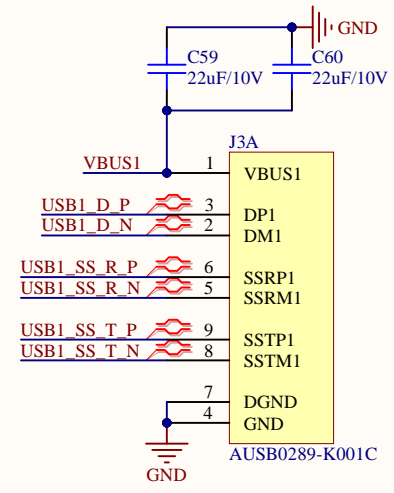 GND
C59
22uF/10V
C60
22uF/10V
J3A
VBUS1 1 VBUS1
USB1_D_P 3 DP1
USB1_D_N 2 DM1
USB1_SS_R_P 6 SSRP1
USB1_SS_R_N 5 SSRM1
USB1_SS_T_P 9 SSTP1
USB1_SS_T_N 8 SSTM1
7 DGND
4 GND
AUSB0289-K001C
GND